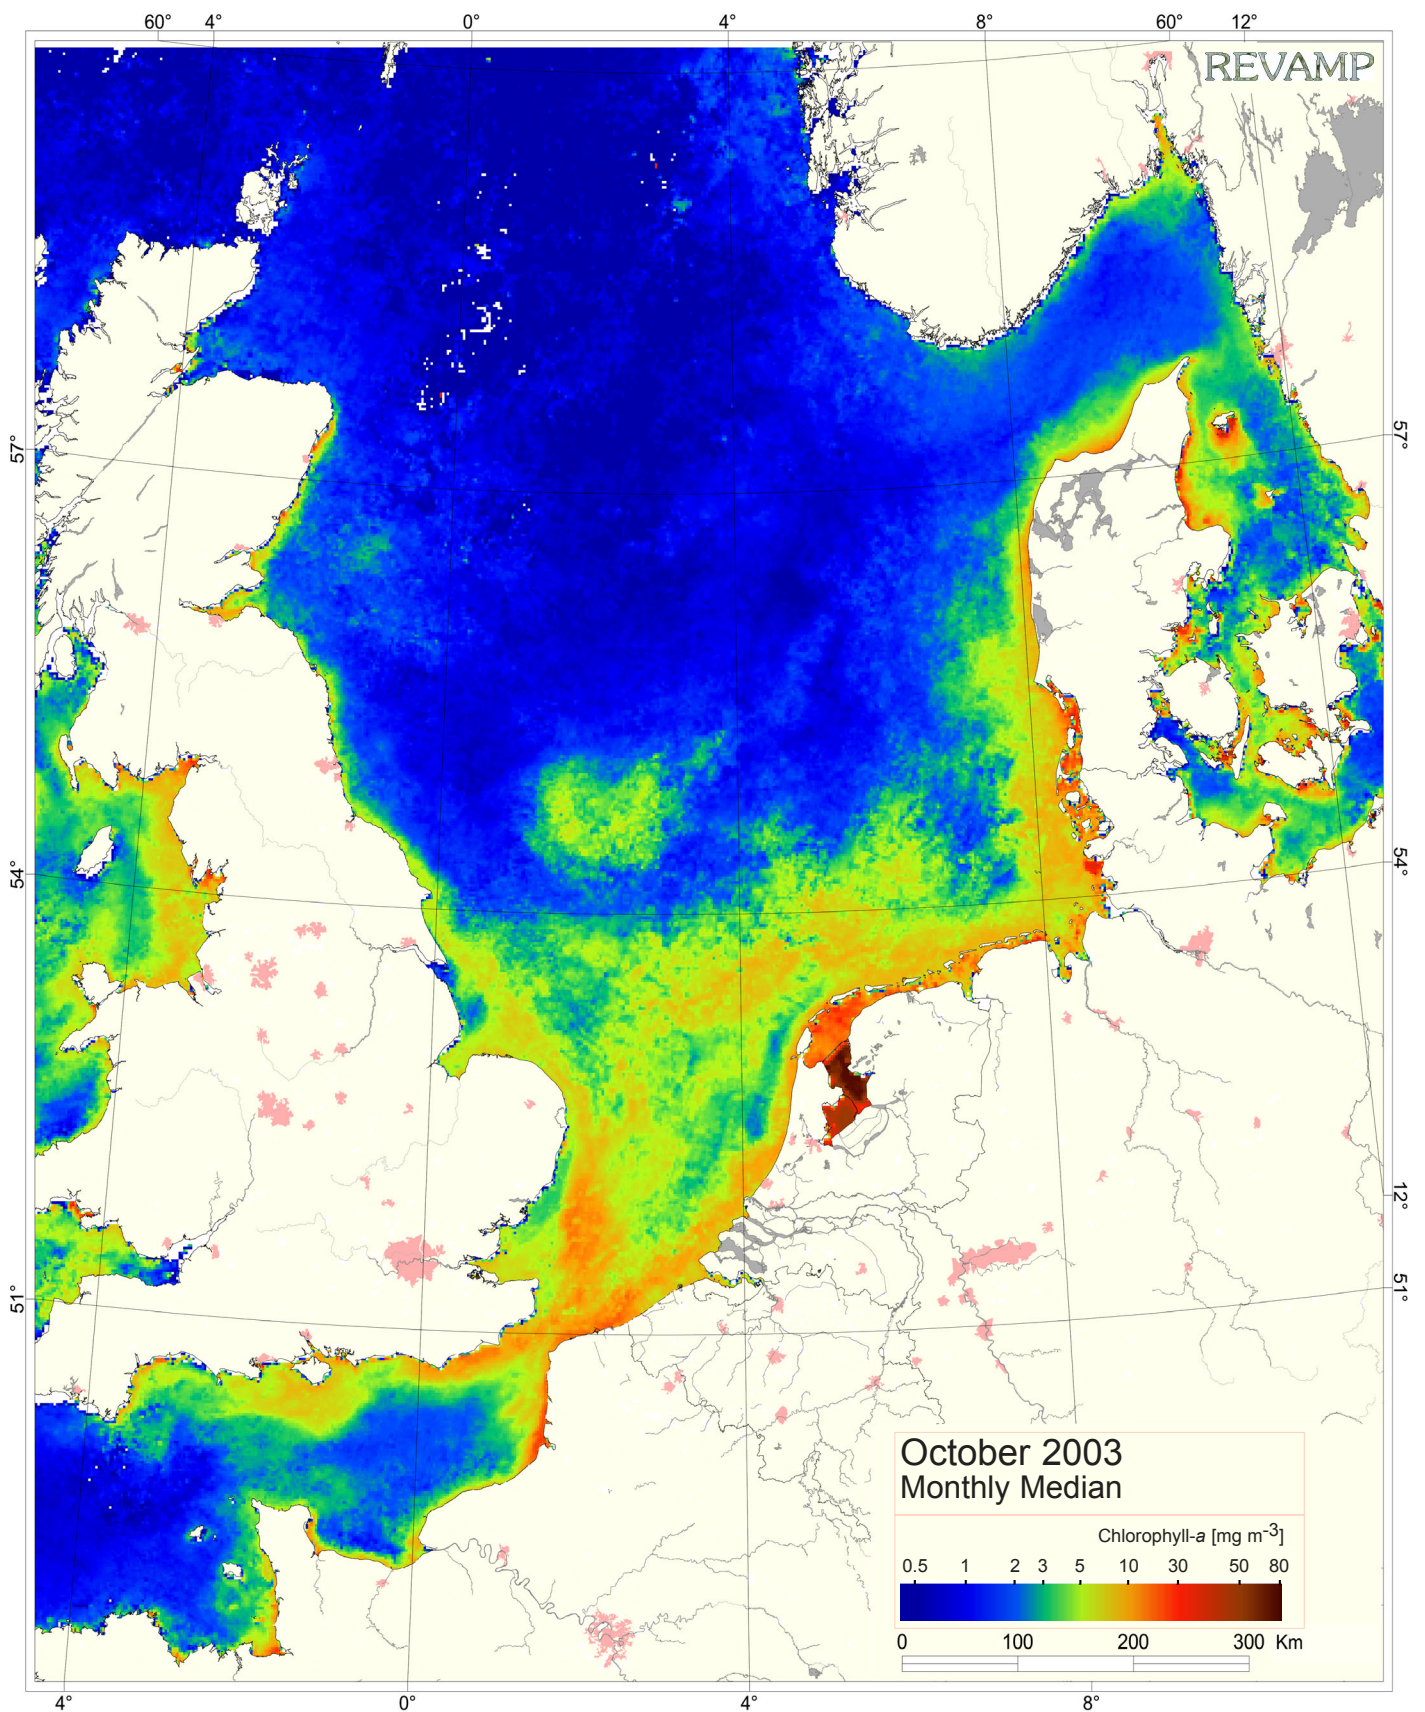 60° 4° 0° 4° 8° 60° 12°
REVAMP
57° 57°
54° 54°
12°
51° 51°
October 2003
Monthly Median
Chlorophyll-a [mg m-3]
0.5 1 2 3 5 10 30 50 80
0 100 200 300 Km
4° 0° 4° 8°